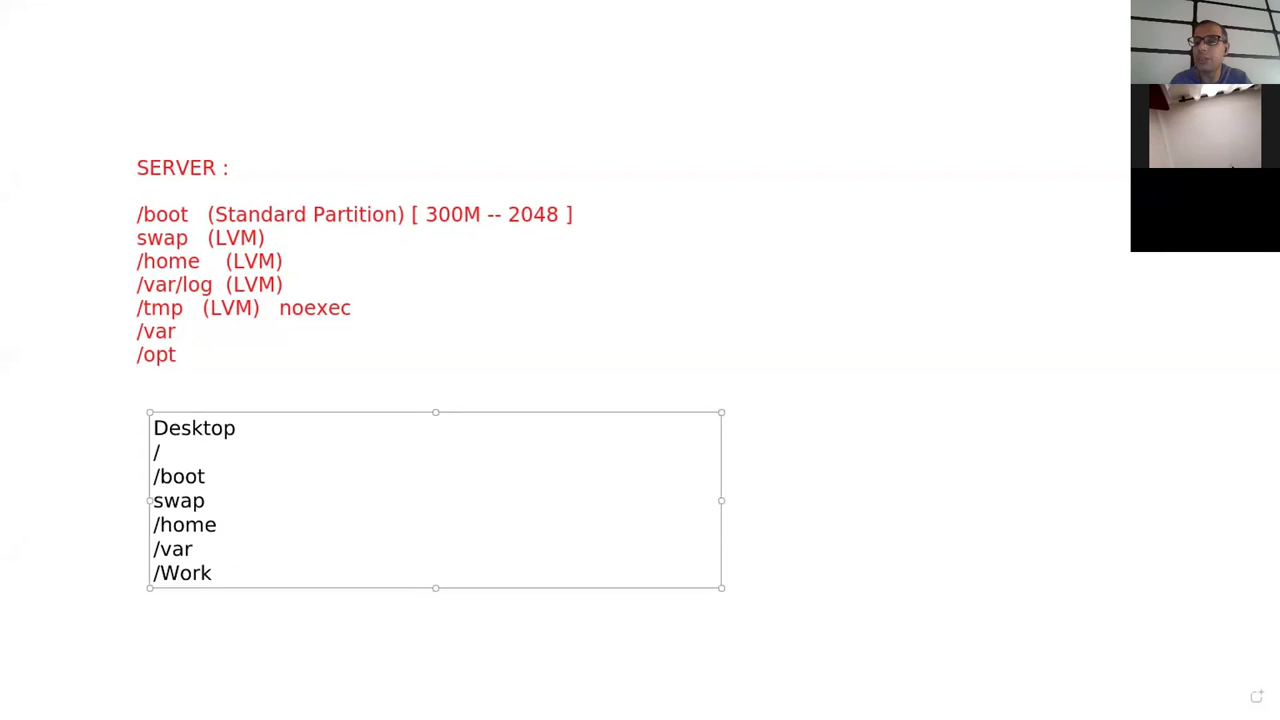 SERVER :
/boot (Standard Partition) [ 300M -- 2048 ]
swap (LVM)
/home (LVM)
/var/log (LVM)
/tmp (LVM) noexec
/var
/opt
Desktop
/
/boot
swap
/home
/var
/Work